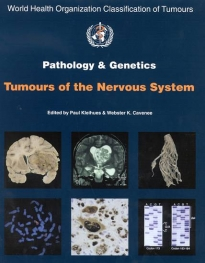 World Health Organization Classification of Tumours
Pathology & Genetics
Tumours of the Nervous System
Edited by Paul Kleihues & Webster K. Cavenee
A C G T
A C G T